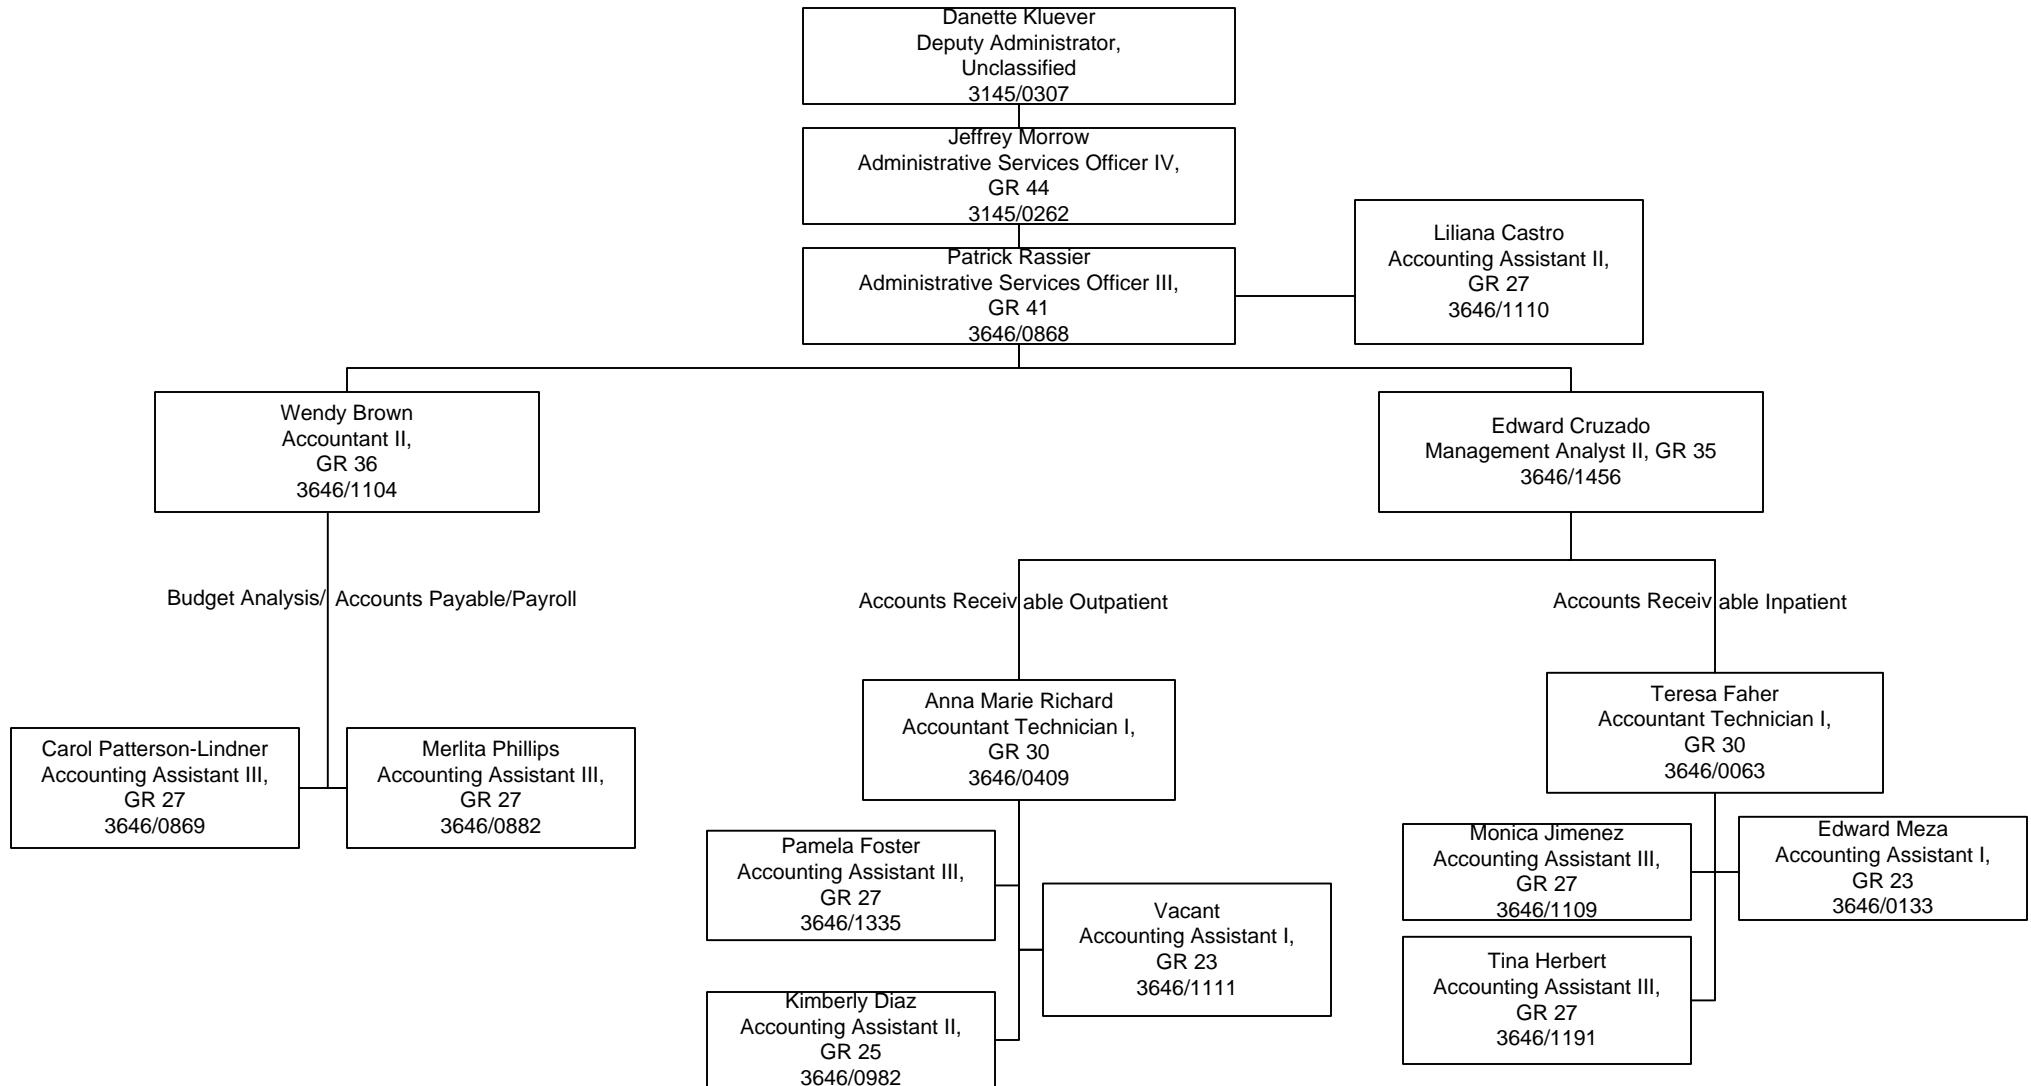 Danette Kluever
Deputy Administrator,
Unclassified
3145/0307
Jeffrey Morrow
Administrative Services Officer IV,
GR 44
3145/0262
Patrick Rassier
Administrative Services Officer III,
GR 41
3646/0868
Liliana Castro
Accounting Assistant II,
GR 27
3646/1110
Wendy Brown
Accountant II,
GR 36
3646/1104
Edward Cruzado
Management Analyst II, GR 35
3646/1456
Budget Analysis/ Accounts Payable/Payroll
Accounts Receivable Outpatient
Accounts Receivable Inpatient
Carol Patterson-Lindner
Accounting Assistant III,
GR 27
3646/0869
Merlita Phillips
Accounting Assistant III,
GR 27
3646/0882
Anna Marie Richard
Accountant Technician I,
GR 30
3646/0409
Teresa Faher
Accountant Technician I,
GR 30
3646/0063
Pamela Foster
Accounting Assistant III,
GR 27
3646/1335
Vacant
Accounting Assistant I,
GR 23
3646/1111
Kimberly Diaz
Accounting Assistant II,
GR 25
3646/0982
Monica Jimenez
Accounting Assistant III,
GR 27
3646/1109
Edward Meza
Accounting Assistant I,
GR 23
3646/0133
Tina Herbert
Accounting Assistant III,
GR 27
3646/1191